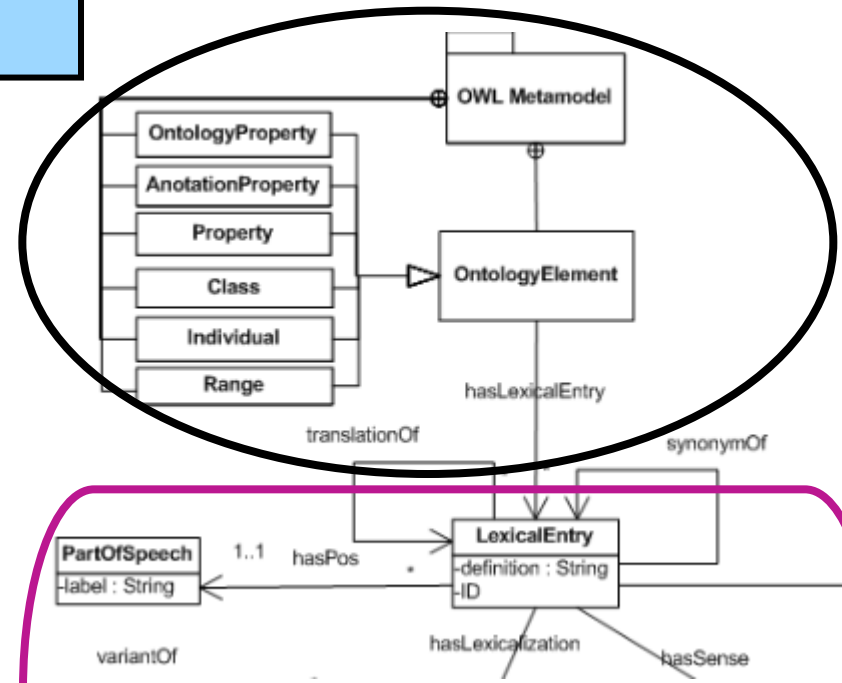 OWL Metamodel
OntologyProperty
AnotationProperty
Property
Class
Individual
Range
OntologyElement
hasLexicalEntry
translationOf
synonymOf
*
LexicalEntry
-definition : String
-ID
PartOfSpeech
-label : String
1..1
hasPos
*
hasLexicalization
hasSense
variantOf